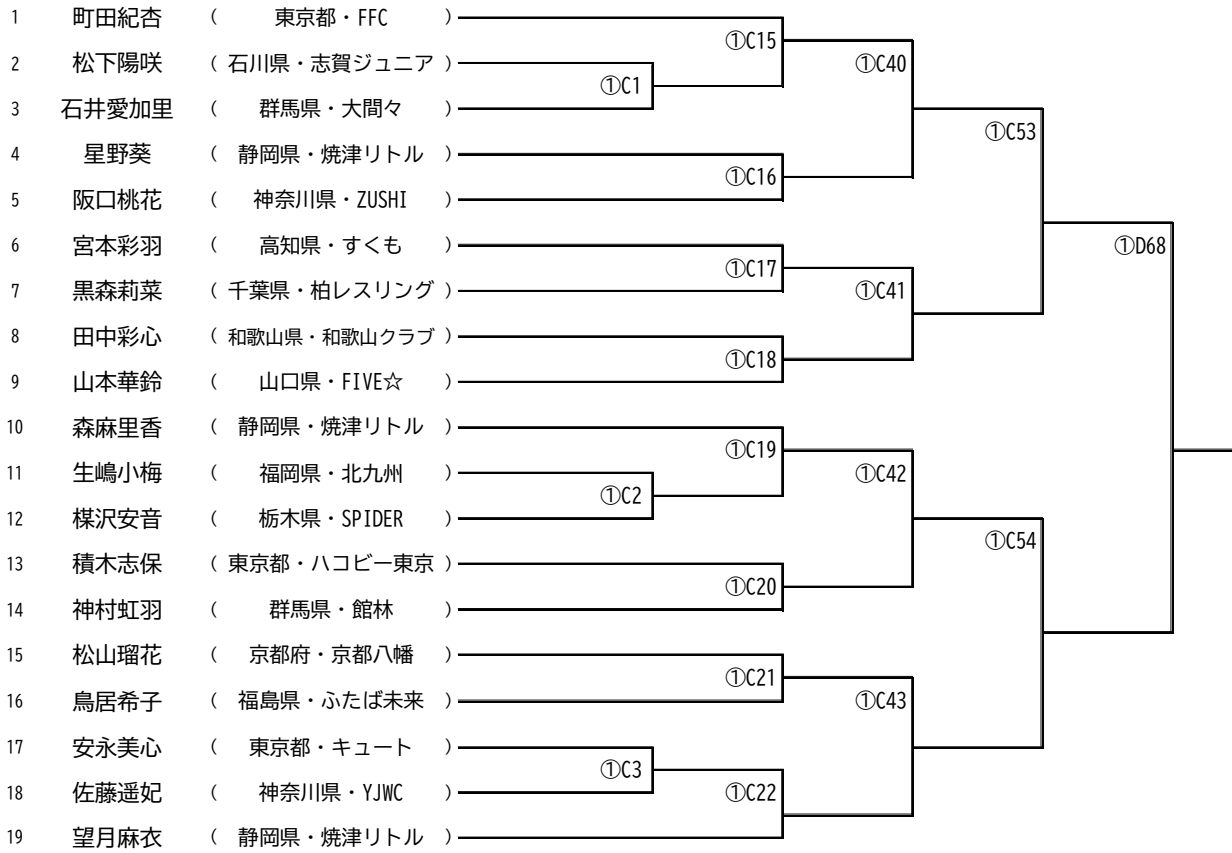 1 町田紀杏 ( 東京都・FFC )
①C15
2 松下陽咲 ( 石川県・志賀ジュニア )
①C40
①C1
3 石井愛加里 ( 群馬県・大間々 )
①C53
4 星野葵 ( 静岡県・焼津リトル )
①C16
5 阪口桃花 ( 神奈川県・ZUSHI )
6 宮本彩羽 ( 高知県・すくも )
①D68
①C17
7 黒森莉菜 ( 千葉県・柏レスリング )
①C41
8 田中彩心 ( 和歌山県・和歌山クラブ )
①C18
9 山本華鈴 ( 山口県・FIVE☆ )
10 森麻里香 ( 静岡県・焼津リトル )
①C19
11 生嶋小梅 ( 福岡県・北九州 )
①C42
①C2
12 楳沢安音 ( 栃木県・SPIDER )
①C54
13 積木志保 ( 東京都・ハコビー東京 )
①C20
14 神村虹羽 ( 群馬県・館林 )
15 松山瑠花 ( 京都府・京都八幡 )
①C21
16 鳥居希子 ( 福島県・ふたば未来 )
①C43
17 安永美心 ( 東京都・キュート )
①C3
18 佐藤遥妃 ( 神奈川県・YJWC )
①C22
19 望月麻衣 ( 静岡県・焼津リトル )